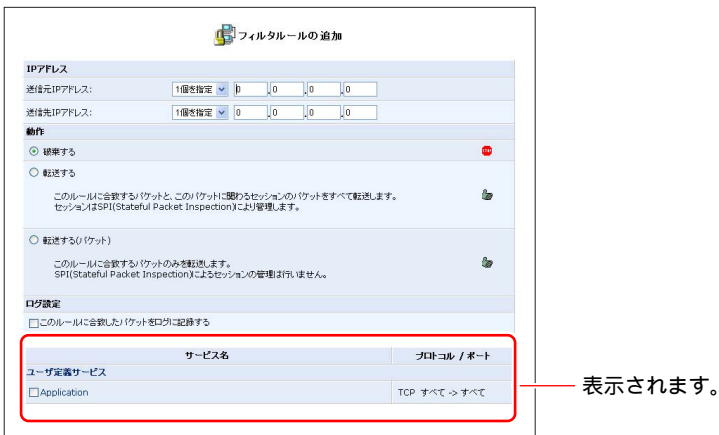 フィルタルールの追加
IPアドレス
送信元IPアドレス: 1個を指定 0 .0 .0 .0
送信先IPアドレス: 1個を指定 0 .0 .0 .0
動作
破棄する STOP
転送する
このルールに合致するパケットと、このパケットに関わるセッションのパケットをすべて転送します。
セッションはSPI(Stateful Packet Inspection)により管理します。
転送する(パケット)
このルールに合致するパケットのみを転送します。
SPI(Stateful Packet Inspection)によるセッションの管理は行いません。
ログ設定
このルールに合致したパケットをログに記録する
サービス名 プロトコル / ポート
ユーザ定義サービス
Application TCP すべて -> すべて
表示されます。